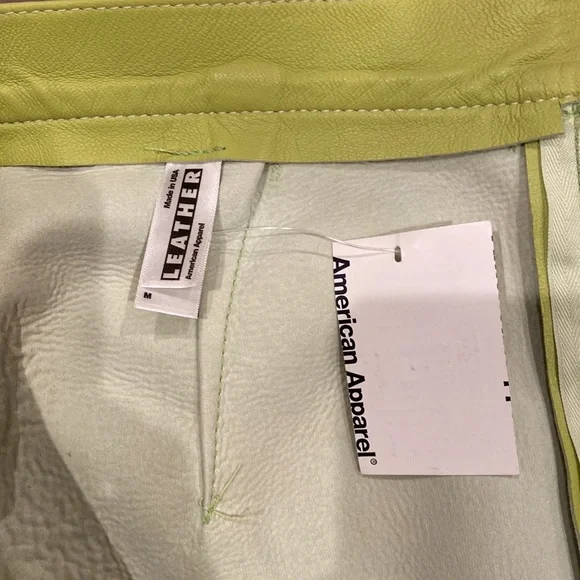 Made in USA
LEATHER
American Apparel
M
American Apparel®